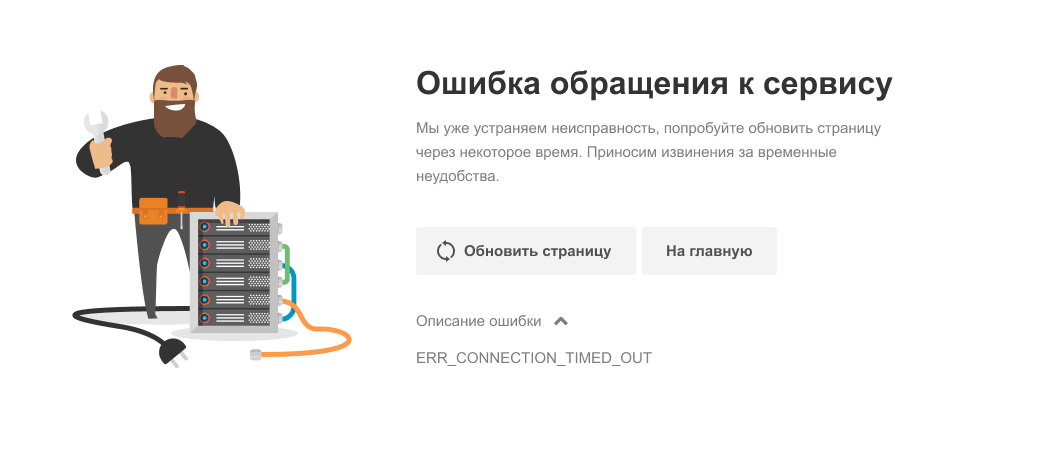 Ошибка обращения к сервису
Мы уже устраняем неисправность, попробуйте обновить страницу
через некоторое время. Приносим извинения за временные
неудобства.
Обновить страницу
На главную
Описание ошибки
ERR_CONNECTION_TIMED_OUT